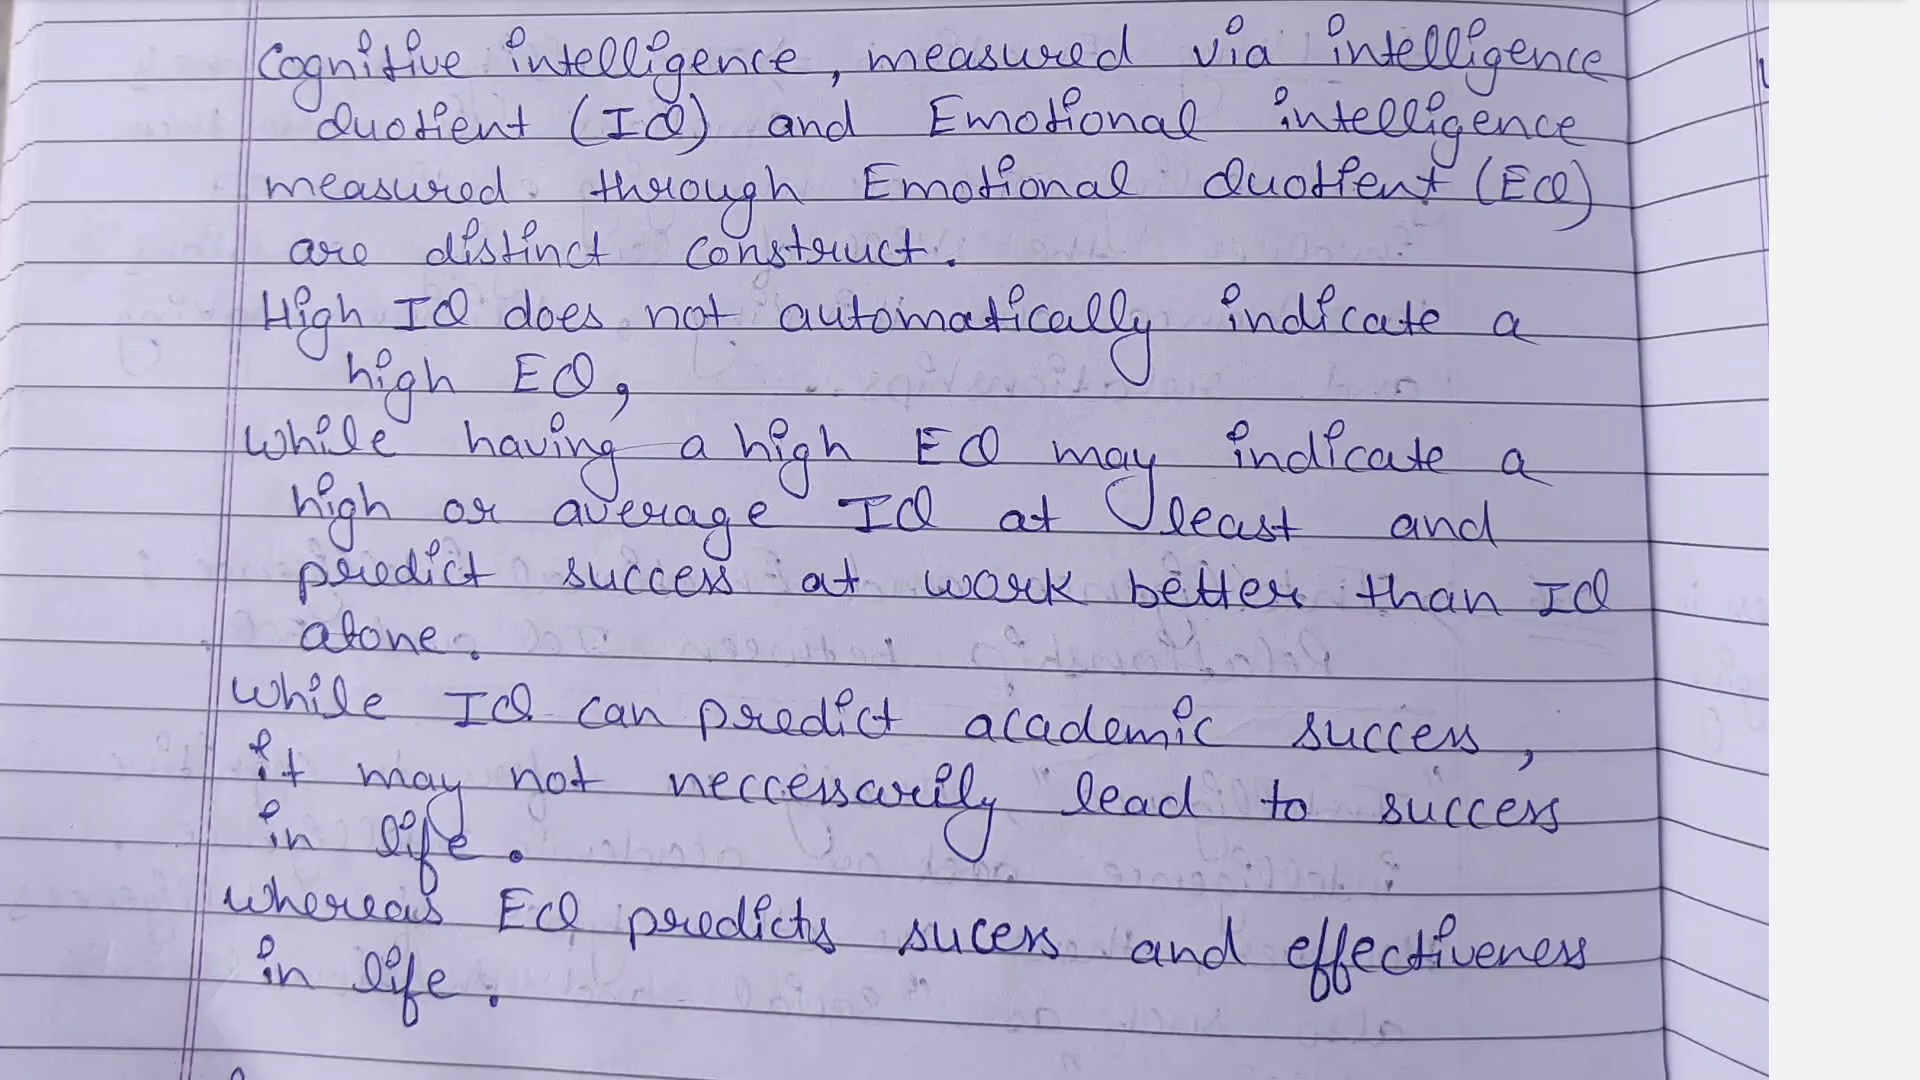 Cognitive intelligence, measured via intelligence
Quotient (IQ) and Emotional intelligence
measured through Emotional Quotient (EQ)
are distinct construct.
High IQ does not automatically indicate a
high EQ,
while having a high EQ may indicate a
high or average IQ at least and
predict success at work better than IQ
alone.
while IQ can predict academic success,
it may not neccessarily lead to success
in life.
whereas EQ predicts sucess and effectiveness
in life.